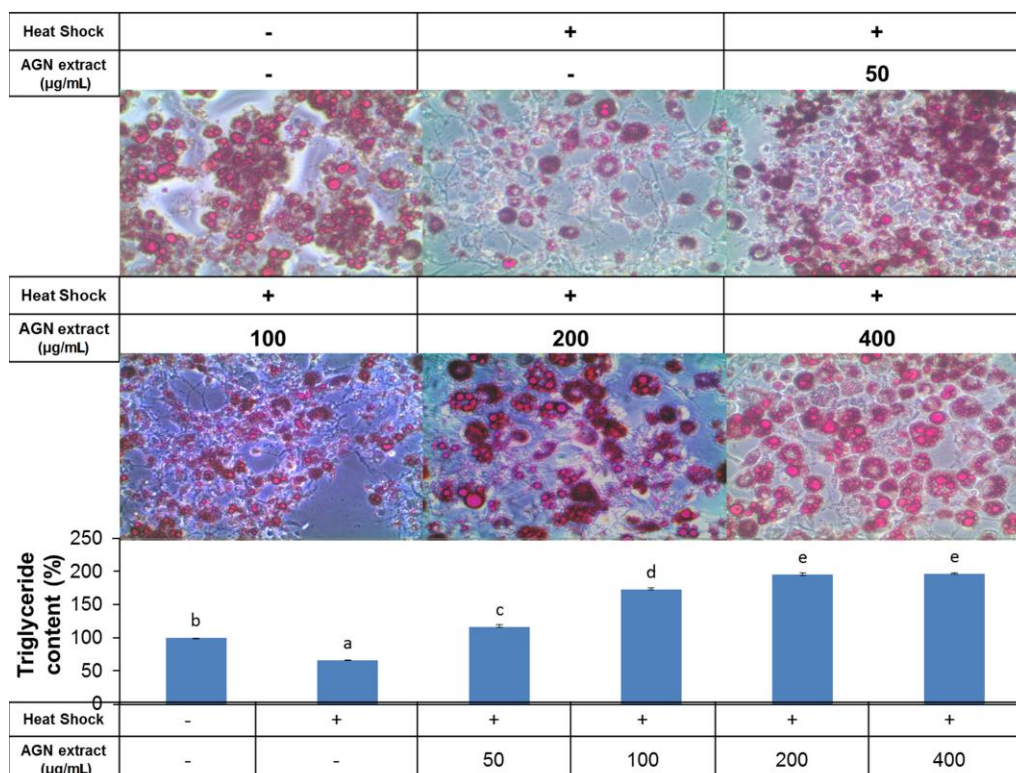 Heat Shock - + +
AGN extract (µg/mL) - - 50
Heat Shock + + +
AGN extract (µg/mL) 100 200 400
Triglyceride content (%)
250
200
150
100
50
0
b a c d e e
Heat Shock - + + + + +
AGN extract (µg/mL) - - 50 100 200 400